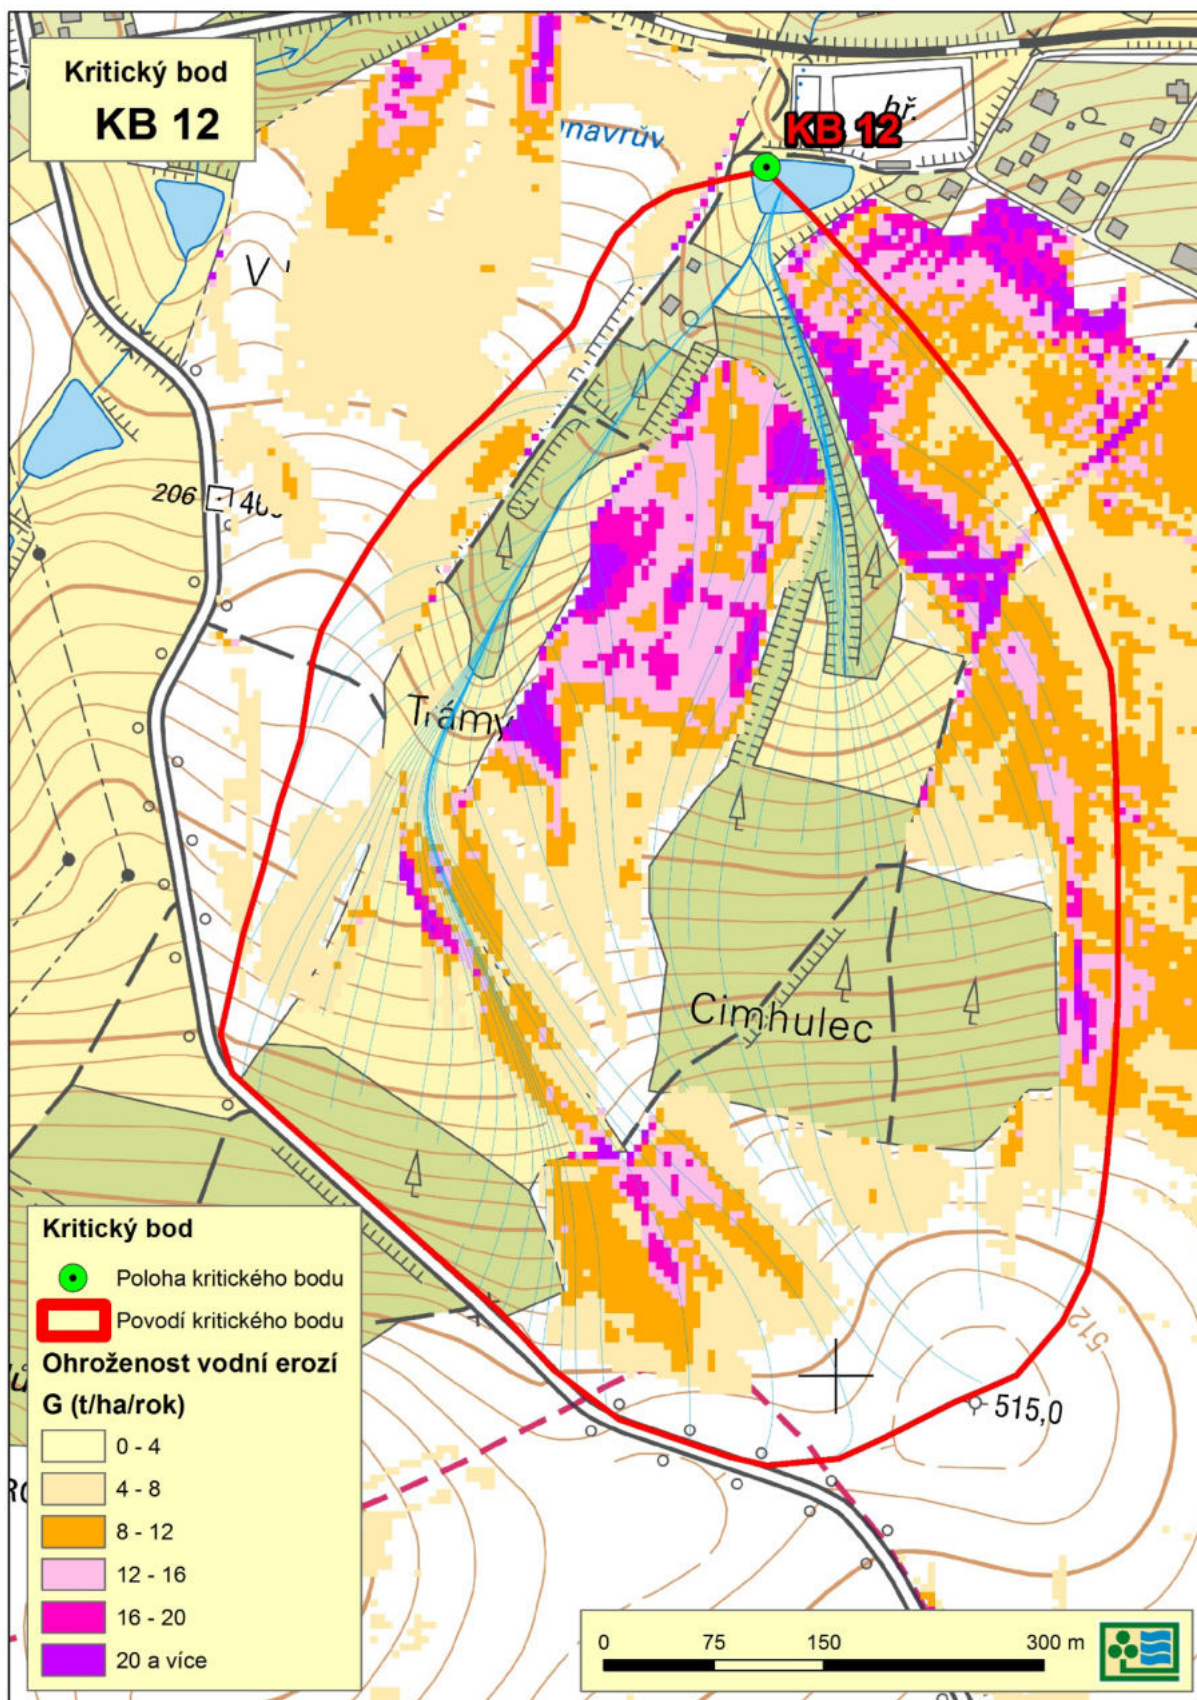 Kritický bod
KB 12
KB 12
hř.
206
Trámy
Cimhulec
512
515,0
Kritický bod
Poloha kritického bodu
Povodí kritického bodu
Ohroženost vodní erozí
G (t/ha/rok)
0 - 4
4 - 8
8 - 12
12 - 16
16 - 20
20 a více
0 75 150 300 m